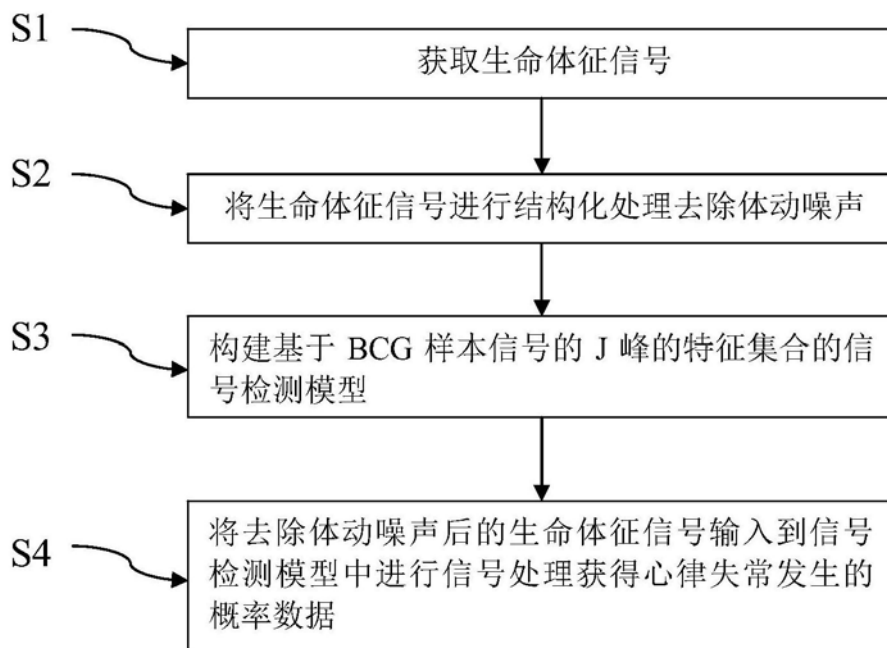 S1
获取生命体征信号
S2
将生命体征信号进行结构化处理去除体动噪声
S3
构建基于 BCG 样本信号的 J 峰的特征集合的信
号检测模型
S4
将去除体动噪声后的生命体征信号输入到信号
检测模型中进行信号处理获得心律失常发生的
概率数据